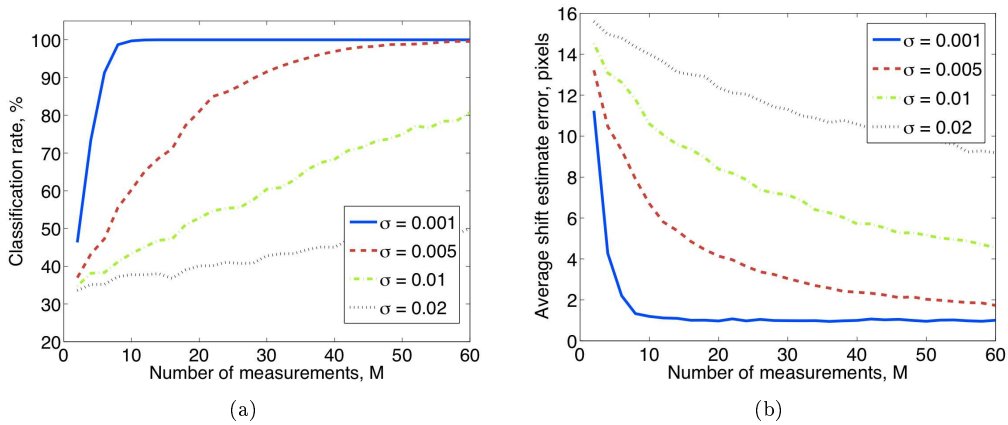 Classification rate, %
100
90
80
70
60
50
40
30
20
0
10
20
30
40
50
60
Number of measurements, M
σ = 0.001
σ = 0.005
σ = 0.01
σ = 0.02
(a)
Average shift estimate error, pixels
16
14
12
10
8
6
4
2
0
0
10
20
30
40
50
60
Number of measurements, M
σ = 0.001
σ = 0.005
σ = 0.01
σ = 0.02
(b)